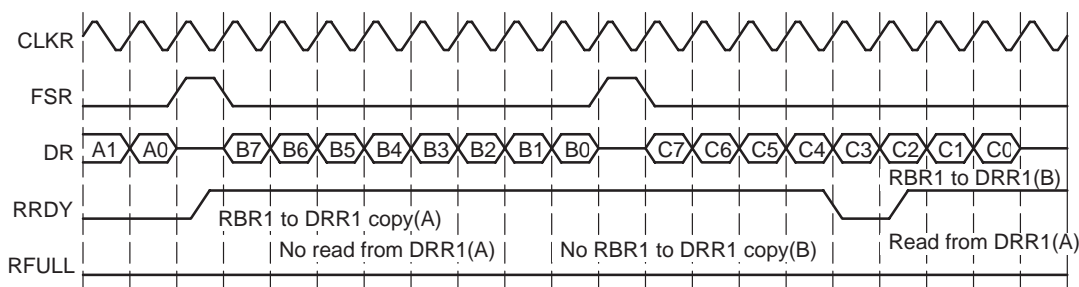 CLKR
FSR
DR A1 A0 B7 B6 B5 B4 B3 B2 B1 B0 C7 C6 C5 C4 C3 C2 C1 C0
RBR1 to DRR1(B)
RRDY
RBR1 to DRR1 copy(A)
No read from DRR1(A) No RBR1 to DRR1 copy(B) Read from DRR1(A)
RFULL